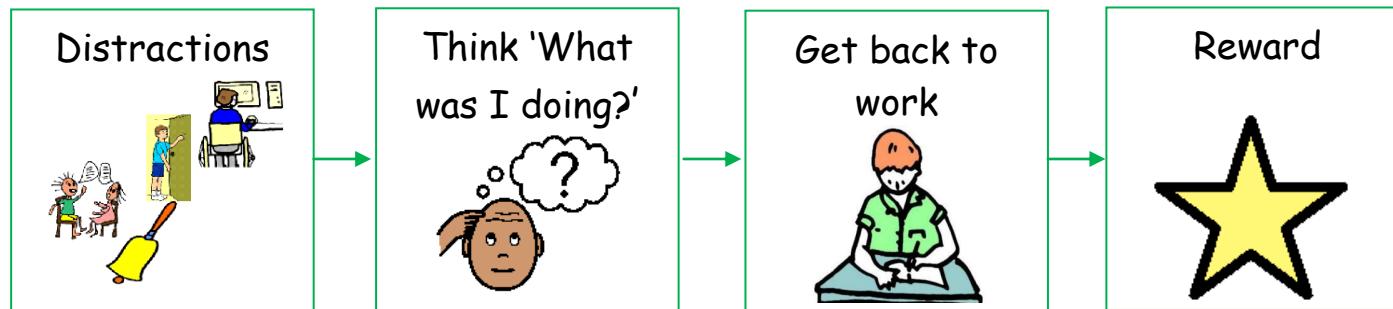 Distractions
Think ‘What
was I doing?’
?
Get back to
work
Reward